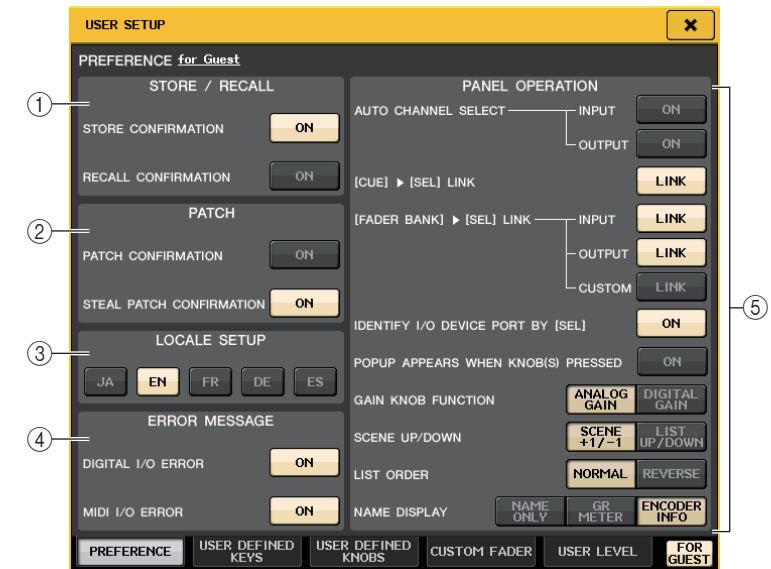 USER SETUP
PREFERENCE for Guest
STORE / RECALL
1
STORE CONFIRMATION ON
RECALL CONFIRMATION ON
PATCH
2
PATCH CONFIRMATION ON
STEAL PATCH CONFIRMATION ON
LOCALE SETUP
3
JA EN FR DE ES
ERROR MESSAGE
4
DIGITAL I/O ERROR ON
MIDI I/O ERROR ON
PANEL OPERATION
AUTO CHANNEL SELECT INPUT ON
OUTPUT ON
[CUE] ▶ [SEL] LINK LINK
[FADER BANK] ▶ [SEL] LINK INPUT LINK
OUTPUT LINK
CUSTOM LINK
5
IDENTIFY I/O DEVICE PORT BY [SEL] ON
POPUP APPEARS WHEN KNOB(S) PRESSED ON
GAIN KNOB FUNCTION ANALOG GAIN DIGITAL GAIN
SCENE UP/DOWN SCENE +1/-1 LIST UP/DOWN
LIST ORDER NORMAL REVERSE
NAME DISPLAY NAME ONLY GR METER ENCODER INFO
PREFERENCE USER DEFINED KEYS USER DEFINED KNOBS CUSTOM FADER USER LEVEL FOR GUEST